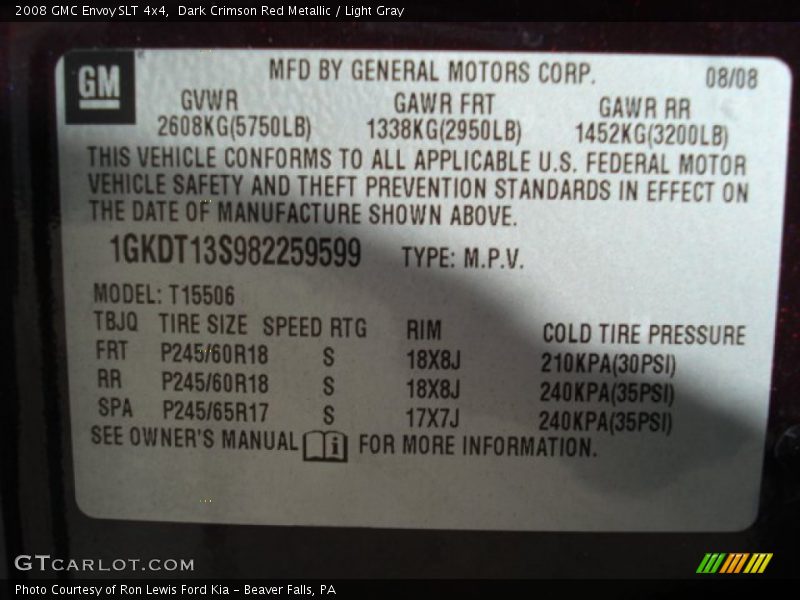 2008 GMC Envoy SLT 4x4, Dark Crimson Red Metallic / Light Gray
GM
MFD BY GENERAL MOTORS CORP. 08/08
GVWR GAWR FRT GAWR RR
2608KG(5750LB) 1338KG(2950LB) 1452KG(3200LB)
THIS VEHICLE CONFORMS TO ALL APPLICABLE U.S. FEDERAL MOTOR
VEHICLE SAFETY AND THEFT PREVENTION STANDARDS IN EFFECT ON
THE DATE OF MANUFACTURE SHOWN ABOVE.
1GKDT13S982259599 TYPE: M.P.V.
MODEL: T15506
TBJQ TIRE SIZE SPEED RTG RIM COLD TIRE PRESSURE
FRT P245/60R18 S 18X8J 210KPA(30PSI)
RR P245/60R18 S 18X8J 240KPA(35PSI)
SPA P245/65R17 S 17X7J 240KPA(35PSI)
SEE OWNER'S MANUAL i FOR MORE INFORMATION.
GTCARLOT.COM
Photo Courtesy of Ron Lewis Ford Kia - Beaver Falls, PA